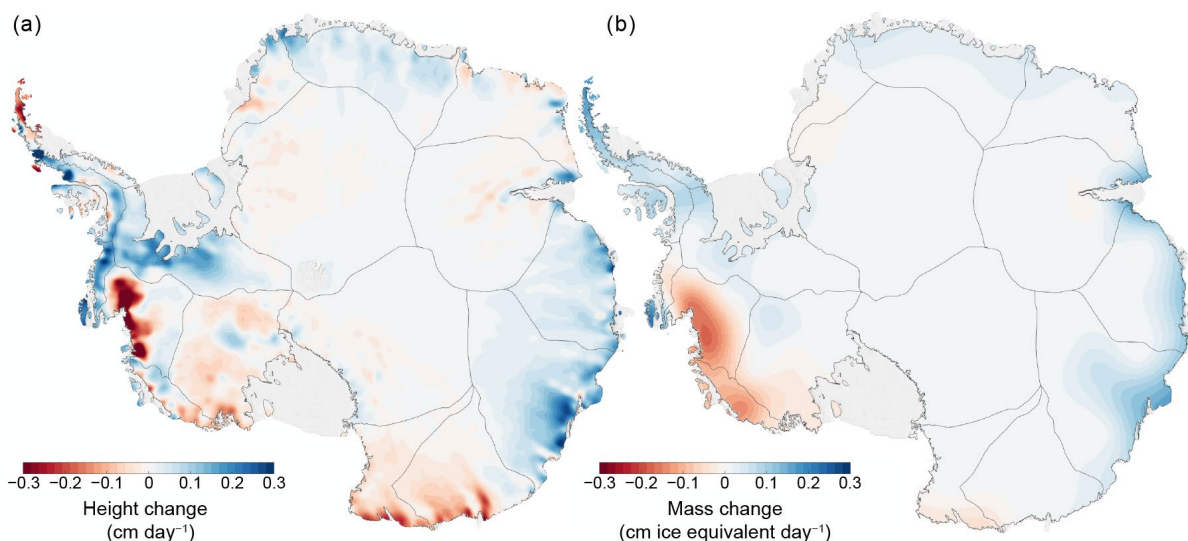 (a)
(b)
−0.3 −0.2 −0.1 0 0.1 0.2 0.3
Height change
(cm day⁻¹)
−0.3 −0.2 −0.1 0 0.1 0.2 0.3
Mass change
(cm ice equivalent day⁻¹)